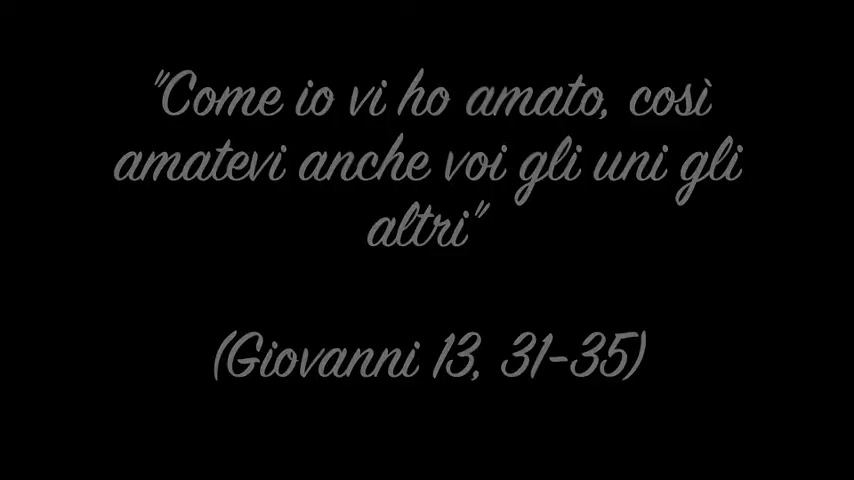 "Come io vi ho amato, così
amatevi anche voi gli uni gli
altri"
(Giovanni 13, 31-35)